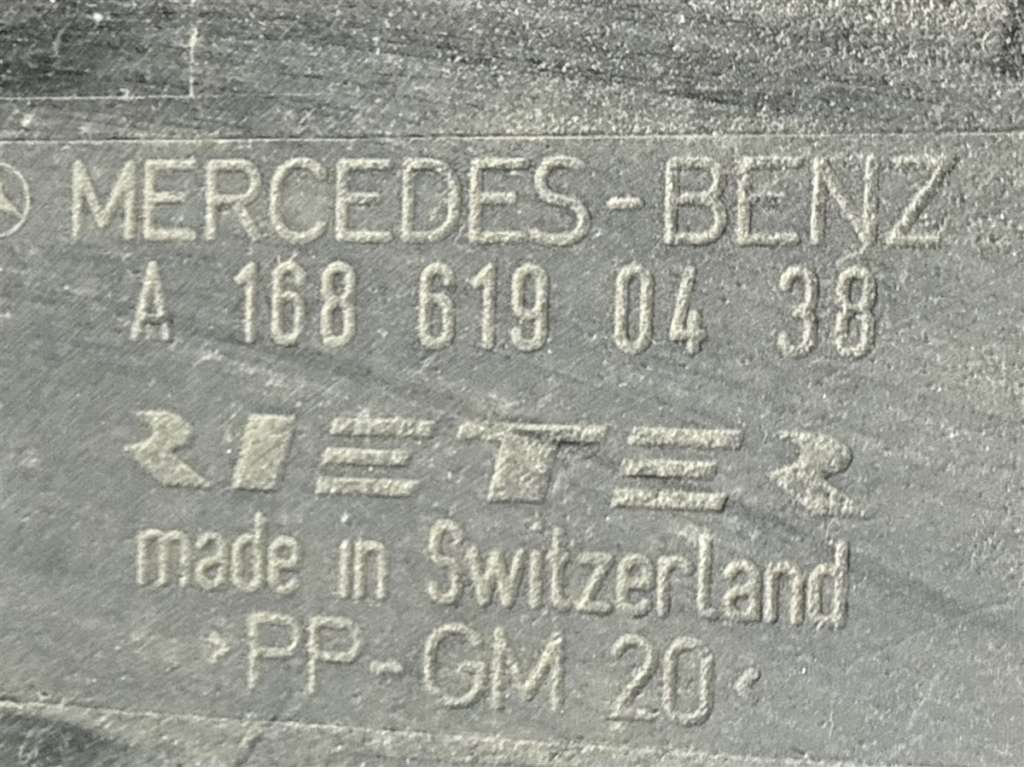 MERCEDES-BENZ
A 168 619 04 38
RIETER
made in Switzerland
>PP-GM 20<